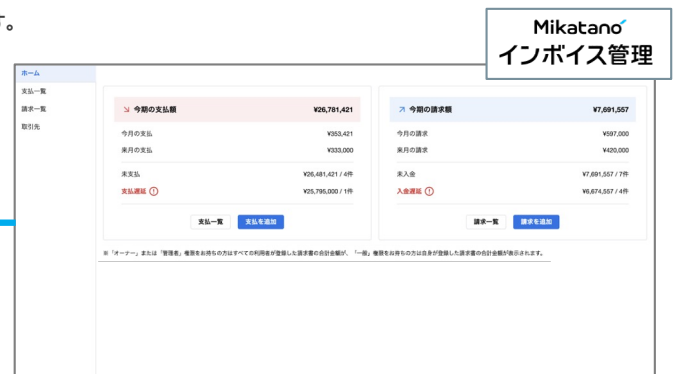 す。
Mikatano
インボイス管理
ホーム
支払一覧
請求一覧
取引先
今期の支払額 ¥26,781,421
今月の支払 ¥353,421
来月の支払 ¥333,000
未支払 ¥26,481,421 / 4件
支払遅延 ¥25,795,000 / 1件
支払一覧 支払を追加
今期の請求額 ¥7,691,557
今月の請求 ¥597,000
来月の請求 ¥420,000
未入金 ¥7,691,557 / 7件
入金遅延 ¥6,674,557 / 4件
請求一覧 請求を追加
※「オーナー」または「管理者」権限をお持ちの方はすべての利用者が登録した請求書の合計金額が、「一般」権限をお持ちの方は自身が登録した請求書の合計金額が表示されます。